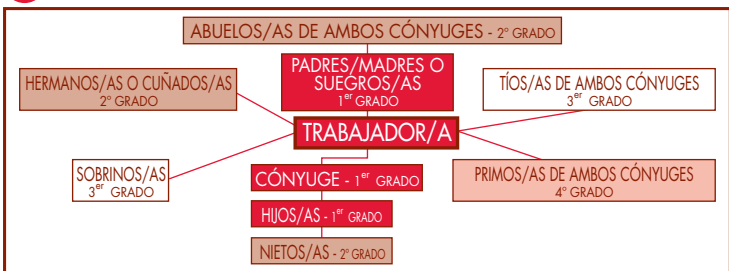 ABUELOS/AS DE AMBOS CÓNYUGES - 2º GRADO
PADRES/MADRES O
SUEGROS/AS
1er GRADO
HERMANOS/AS O CUÑADOS/AS
2º GRADO
TÍOS/AS DE AMBOS CÓNYUGES
3er GRADO
TRABAJADOR/A
SOBRINOS/AS
3er GRADO
CÓNYUGE - 1er GRADO
PRIMOS/AS DE AMBOS CÓNYUGES
4º GRADO
HIJOS/AS - 1er GRADO
NIETOS/AS - 2º GRADO